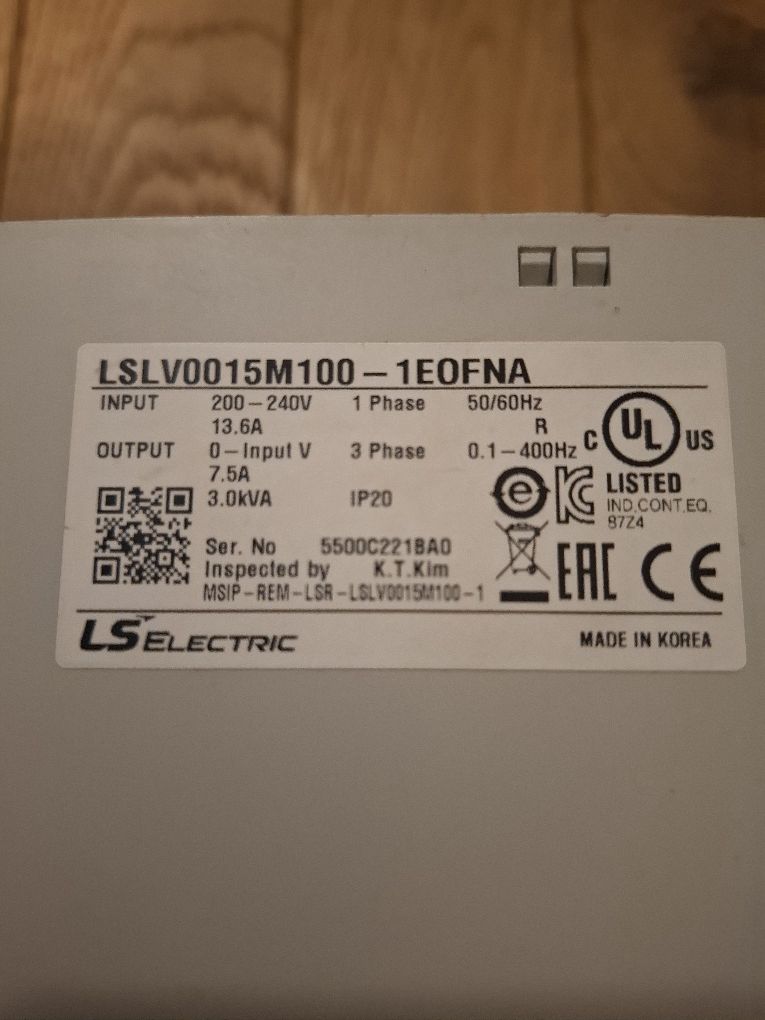 LSLV0015M100-1EOFNA
INPUT 200-240V 1 Phase 50/60Hz
13.6A R
OUTPUT 0-Input V 3 Phase 0.1-400Hz
7.5A
3.0kVA IP20
Ser. No 5500C221BA0
Inspected by K.T.Kim
MSIP-REM-LSR-LSLV0015M100-1
C UL US
LISTED
IND.CONT.EQ.
87Z4
EAC CE
LS ELECTRIC MADE IN KOREA